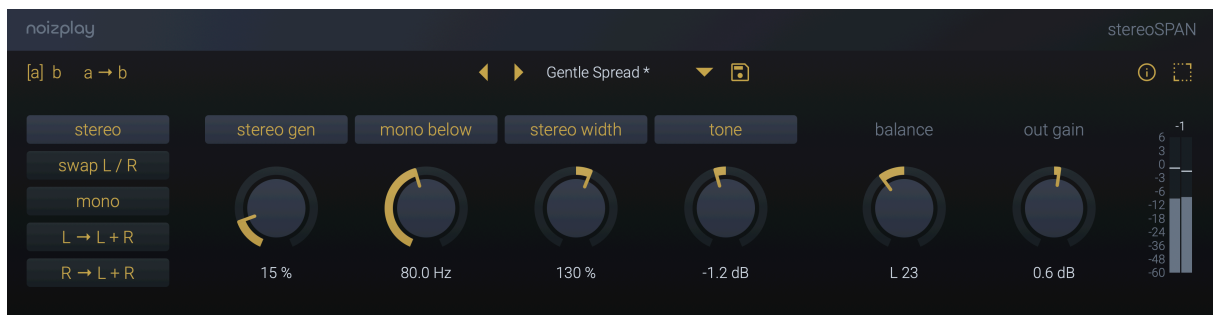 noizplay stereoSPAN
[a] b a → b Gentle Spread *
stereo stereo gen mono below stereo width tone balance out gain -1
swap L / R
mono
L → L + R
R → L + R
15 % 80.0 Hz 130 % -1.2 dB L 23 0.6 dB
6
3
0
-3
-6
-12
-18
-24
-36
-48
-60